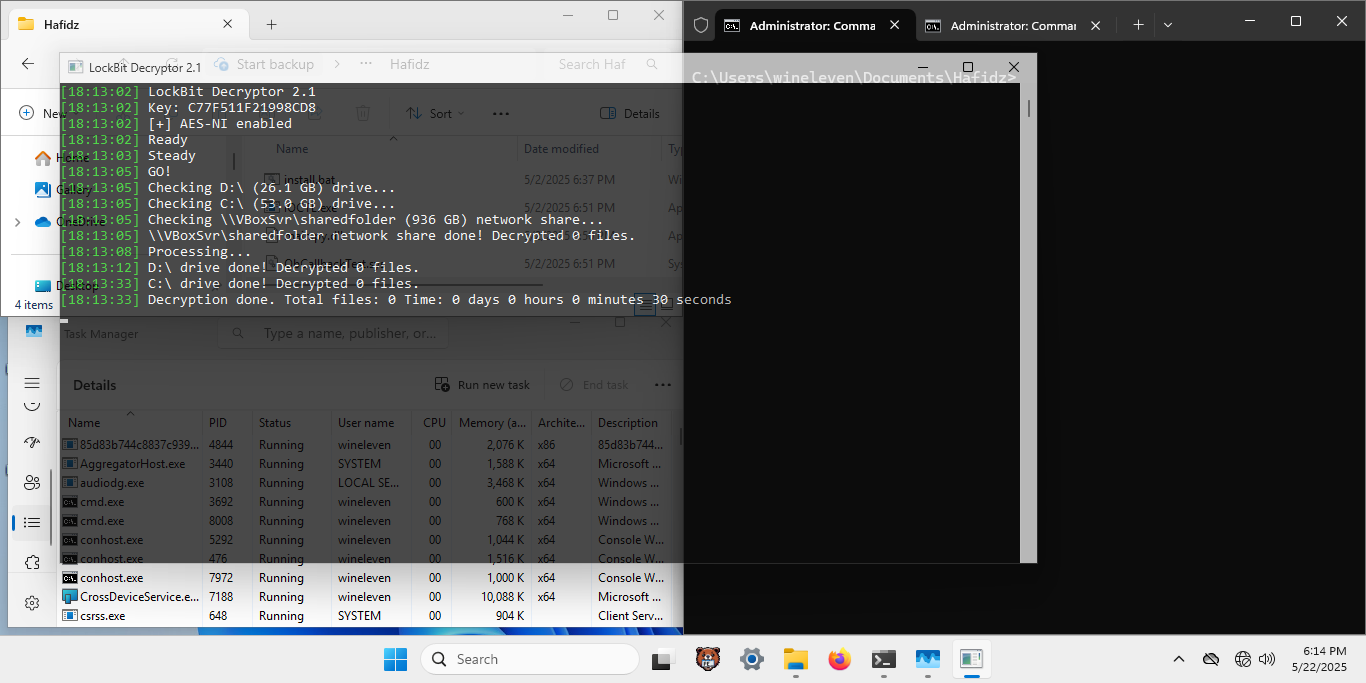 Hafidz
Administrator: Comma
Administrator: Commar
Start backup
Hafidz
Search Haf
LockBit Decryptor 2.1
C:\Users\wineleven\Documents\Hafidz>
[18:13:02] LockBit Decryptor 2.1
[18:13:02] Key: C77F511F21998CD8
[18:13:02] [+] AES-NI enabled
[18:13:02] Ready
[18:13:03] Steady
[18:13:05] GO!
[18:13:05] Checking D:\ (26.1 GB) drive...
[18:13:05] Checking C:\ (53.0 GB) drive...
[18:13:05] Checking \\VBoxSvr\sharedfolder (936 GB) network share...
[18:13:05] \\VBoxSvr\sharedfolder network share done! Decrypted 0 files.
[18:13:08] Processing...
[18:13:12] D:\ drive done! Decrypted 0 files.
[18:13:33] C:\ drive done! Decrypted 0 files.
[18:13:33] Decryption done. Total files: 0 Time: 0 days 0 hours 0 minutes 30 seconds
New
Sort
Details
Name
Date modified
Ty
Home
install.bat
5/2/2025 6:37 PM
Wi
Gallery
5/2/2025 6:51 PM
Ap
OneDrive
Ap
5/2/2025 6:51 PM
Sys
Desktop
4 items
Task Manager
Type a name, publisher, or...
Details
Run new task
End task
Name PID Status User name CPU Memory (a... Archite... Description
85d83b744c8837c939... 4844 Running wineleven 00 2,076 K x86 85d83b744...
AggregatorHost.exe 3440 Running SYSTEM 00 1,588 K x64 Microsoft ...
audiodg.exe 3108 Running LOCAL SE... 00 3,468 K x64 Windows ...
cmd.exe 3692 Running wineleven 00 600 K x64 Windows ...
cmd.exe 8008 Running wineleven 00 768 K x64 Windows ...
conhost.exe 5292 Running wineleven 00 1,044 K x64 Console W...
conhost.exe 476 Running wineleven 00 1,516 K x64 Console W...
conhost.exe 7972 Running wineleven 00 1,000 K x64 Console W...
CrossDeviceService.e... 7188 Running wineleven 00 10,088 K x64 Microsoft ...
csrss.exe 648 Running SYSTEM 00 904 K Client Serv...
Search
6:14 PM
5/22/2025